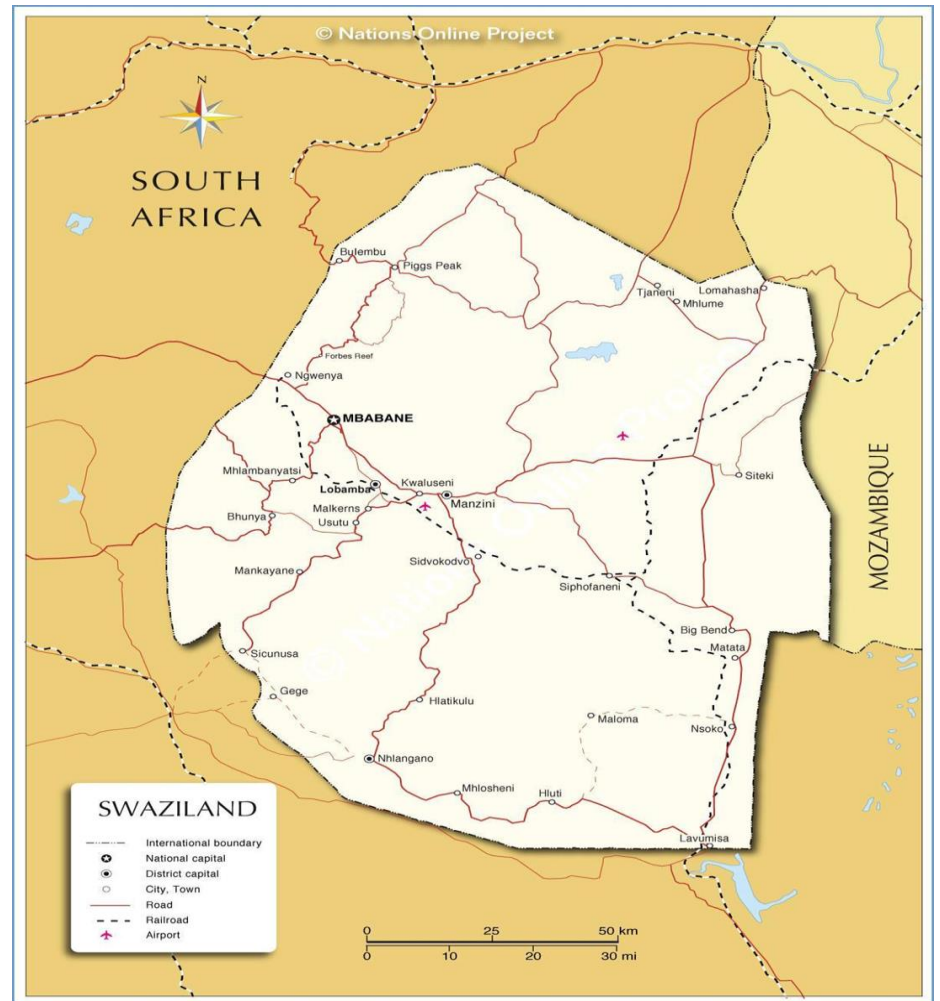 © Nations Online Project
N
SOUTH
AFRICA
Bulembu
Piggs Peak
Tjaneni
Lomahasha
Mhlume
Forbes Reef
Ngwenya
MBABANE
Mhlambanyatsi
Lobamba
Kwaluseni
Manzini
Siteki
Malkerns
Bhunya
Usutu
MOZAMBIQUE
Sidvokodvo
Mankayane
Siphofaneni
Big Bend
Sicunusa
Matata
Gege
Hlatikulu
Maloma
Nsoko
Nhlangano
Mhlosheni
Hluti
Lavumisa
SWAZILAND
International boundary
National capital
District capital
City, Town
Road
Railroad
Airport
0 25 50 km
0 10 20 30 mi